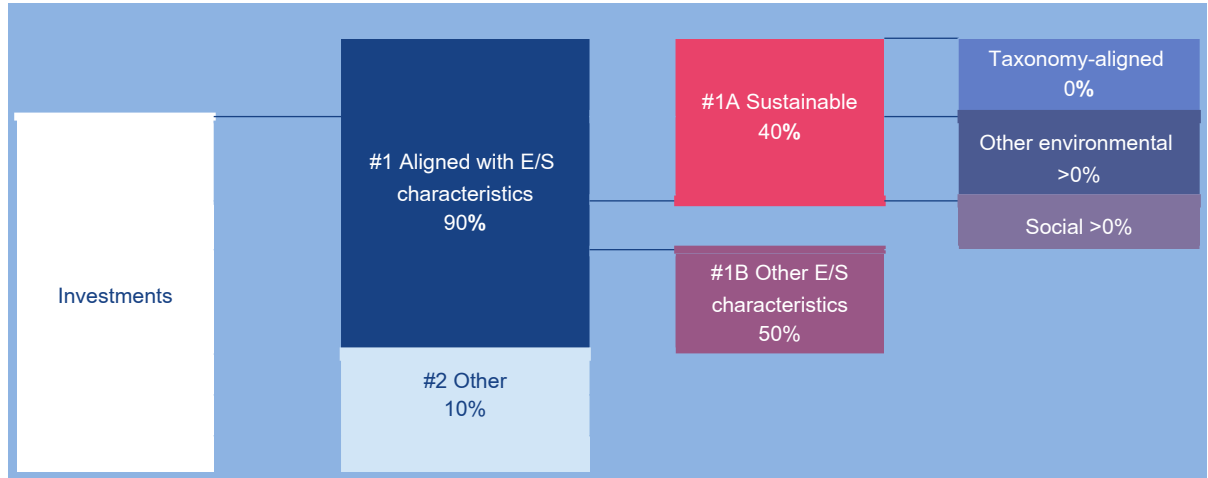 Investments
#1 Aligned with E/S
characteristics
90%
#2 Other
10%
#1A Sustainable
40%
#1B Other E/S
characteristics
50%
Taxonomy-aligned
0%
Other environmental
>0%
Social >0%